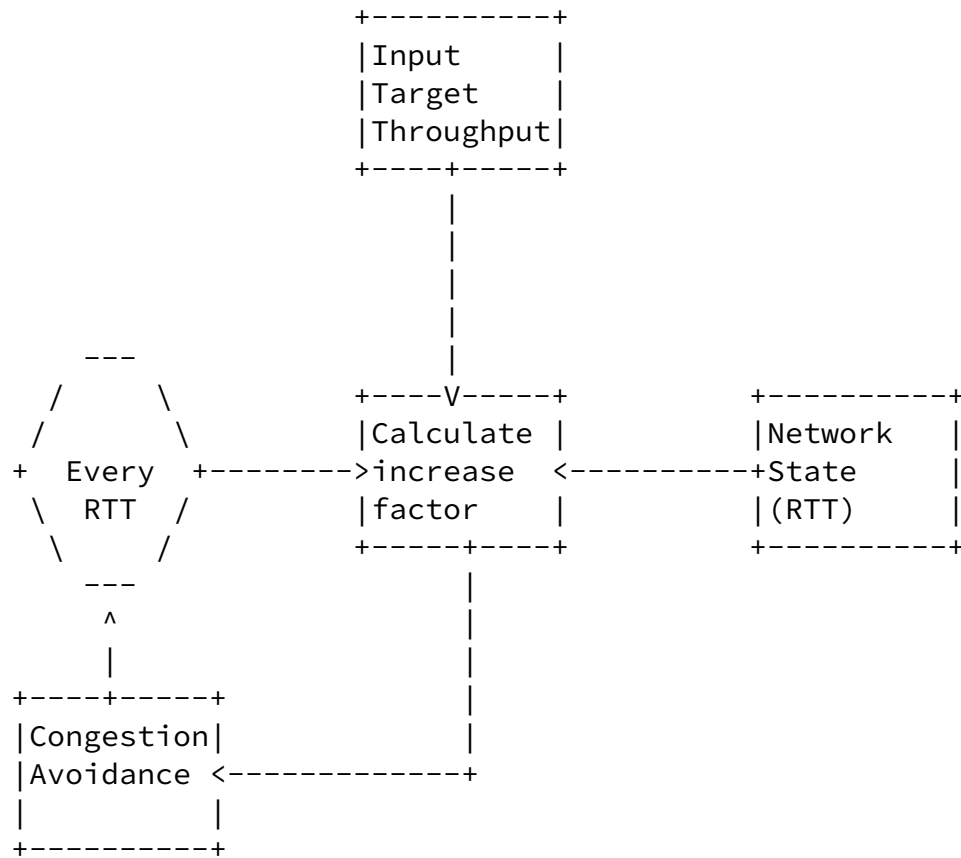 Input
Target
Throughput
Every
RTT
Calculate
increase
factor
Network
State
(RTT)
Congestion
Avoidance